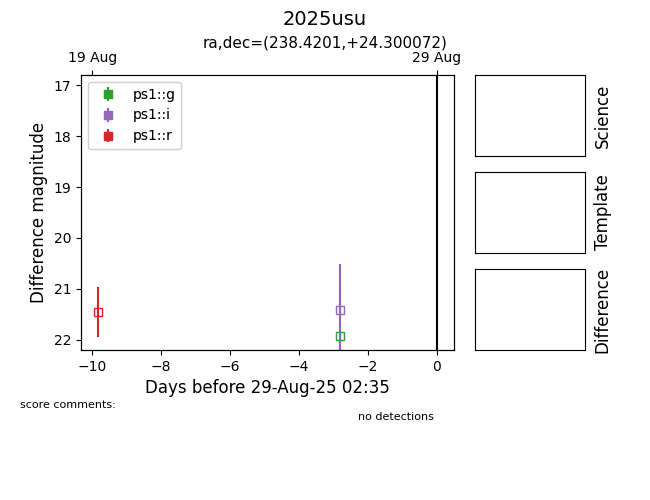 2025usu
ra,dec=(238.4201,+24.300072)
19 Aug
29 Aug
ps1::g
ps1::i
ps1::r
17
18
19
20
21
22
Difference magnitude
−10
−8
−6
−4
−2
0
Days before 29-Aug-25 02:35
Science
Template
Difference
score comments:
no detections